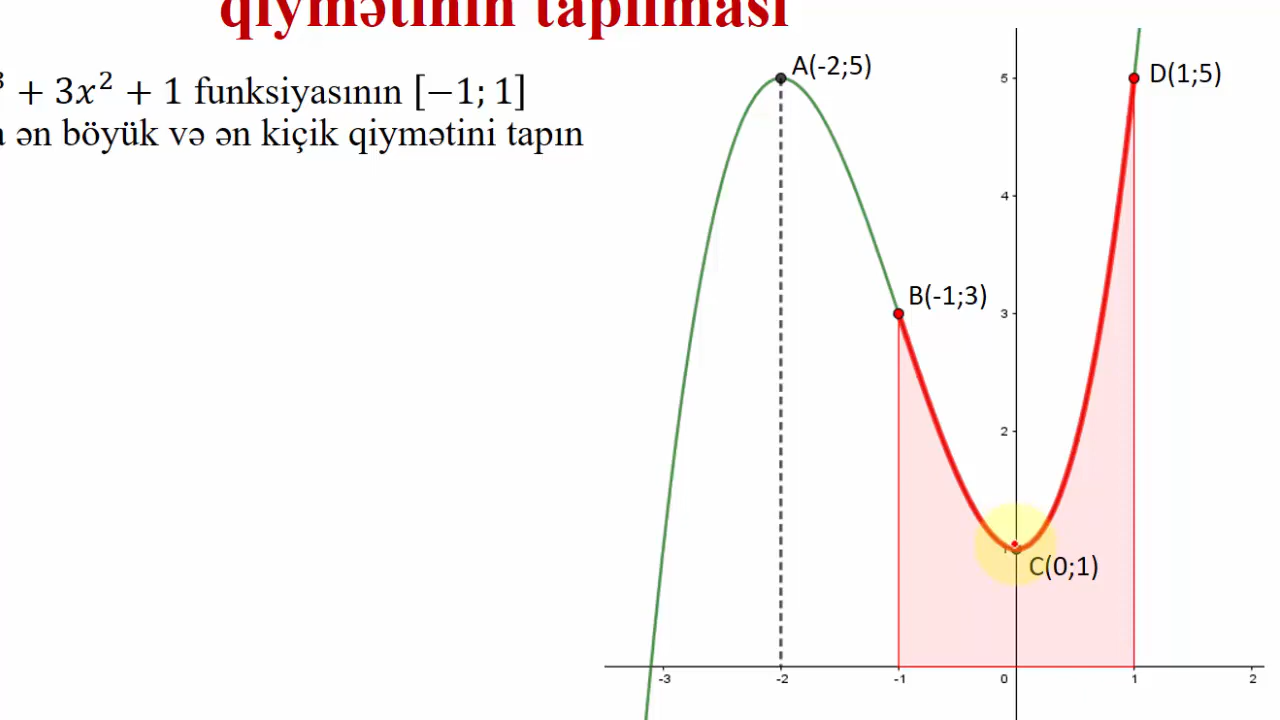 qiymətinin tapılması
³ + 3x² + 1 funksiyasının [−1; 1]
ən böyük və ən kiçik qiymətini tapın
A(-2;5)
D(1;5)
B(-1;3)
C(0;1)
5
4
3
2
-3 -2 -1 0 1 2